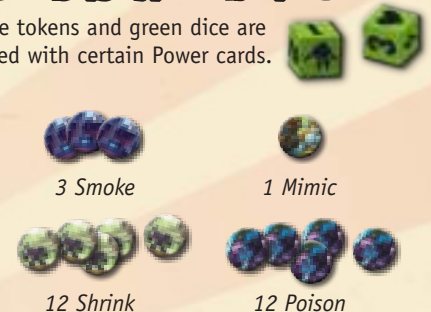 e tokens and green dice are
ed with certain Power cards.
3 Smoke
1 Mimic
12 Shrink
12 Poison